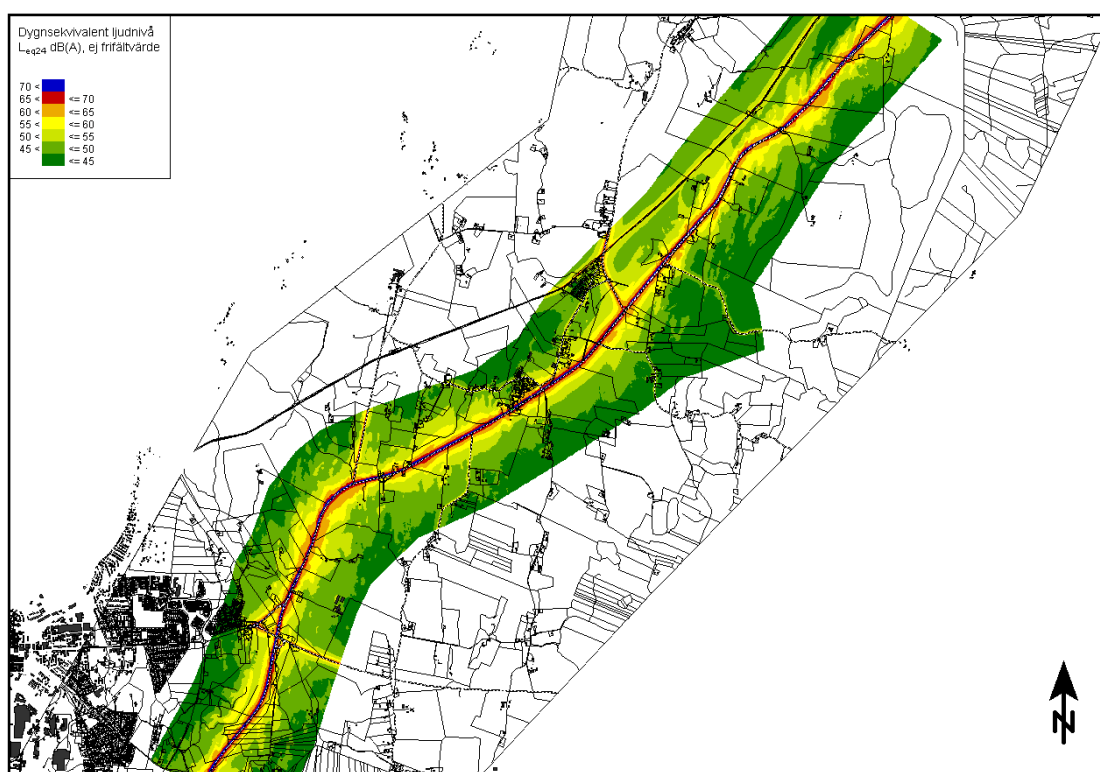 Dygnsekvivalent ljudnivå
Leq24 dB(A), ej frifältvärde
70 <
65 < <= 70
60 < <= 65
55 < <= 60
50 < <= 55
45 < <= 50
<= 45
N